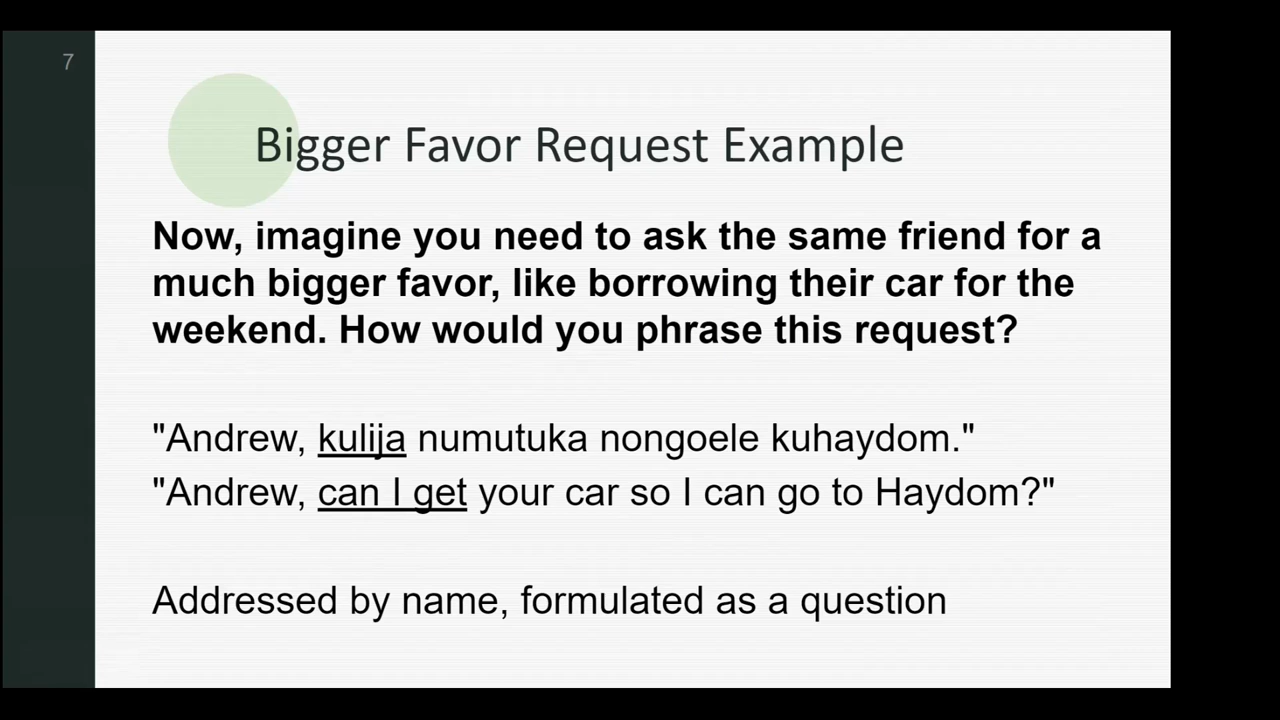 7
Bigger Favor Request Example
Now, imagine you need to ask the same friend for a
much bigger favor, like borrowing their car for the
weekend. How would you phrase this request?
"Andrew, kulija numutuka nongoele kuhaydom."
"Andrew, can I get your car so I can go to Haydom?"
Addressed by name, formulated as a question